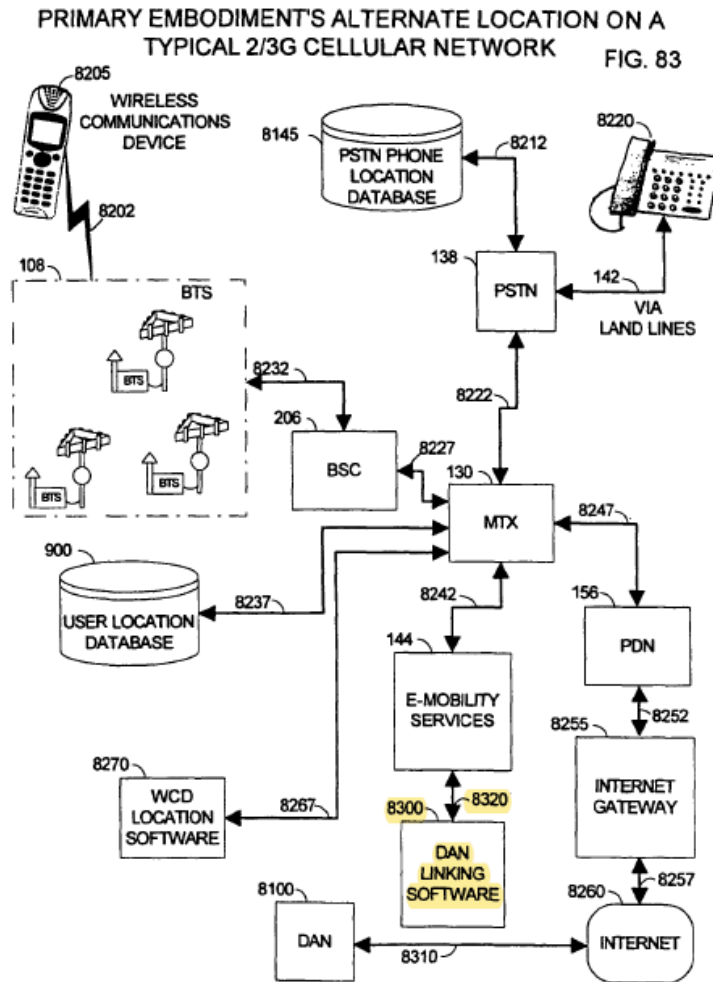 PRIMARY EMBODIMENT'S ALTERNATE LOCATION ON A
TYPICAL 2/3G CELLULAR NETWORK
FIG. 83
8205
WIRELESS
COMMUNICATIONS
DEVICE
8202
8145
PSTN PHONE
LOCATION
DATABASE
8212
8220
138
PSTN
142
VIA
LAND LINES
108
BTS
BTS
BTS
BTS
8232
206
BSC
8227
8222
130
MTX
8247
900
USER LOCATION
DATABASE
8237
8242
144
E-MOBILITY
SERVICES
156
PDN
8252
8255
INTERNET
GATEWAY
8270
WCD
LOCATION
SOFTWARE
8267
8300
8320
DAN
LINKING
SOFTWARE
8257
8260
INTERNET
8100
DAN
8310